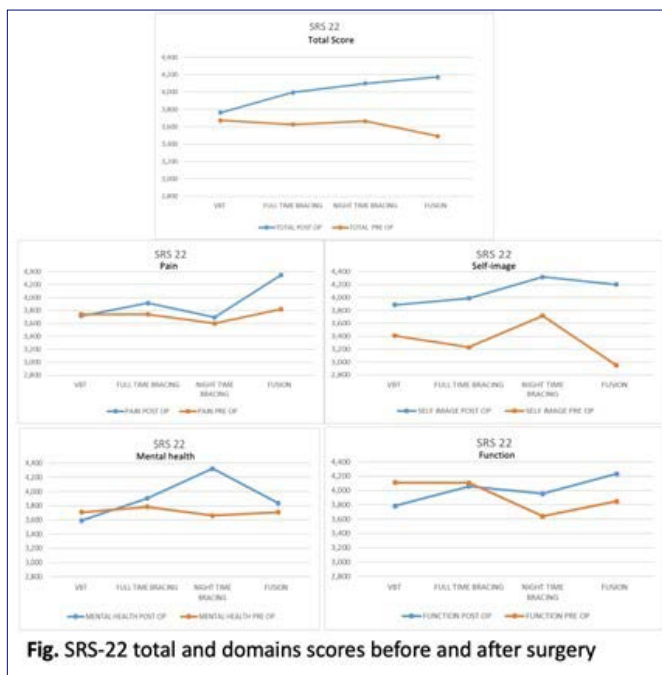 SRS 22
Total Score
4,400
4,200
4,000
3,800
3,600
3,400
3,200
3,000
2,800
VBT FULL TIME BRACING NIGHT TIME BRACING FUSION
TOTAL POST OP TOTAL PRE OP
SRS 22
Pain
4,400
4,200
4,000
3,800
3,600
3,400
3,200
3,000
2,800
VBT FULL TIME BRACING NIGHT TIME BRACING FUSION
PAIN POST OP PAIN PRE OP
SRS 22
Self-image
4,400
4,200
4,000
3,800
3,600
3,400
3,200
3,000
2,800
VBT FULL TIME BRACING NIGHT TIME FUSION
BRACING
SELF IMAGE POST OP SELF IMAGE PRE OP
SRS 22
Mental health
4,400
4,200
4,000
3,800
3,600
3,400
3,200
3,000
2,800
VBT FULL TIME BRACING NIGHT TIME FUSION
BRACING
MENTAL HEALTH POST OP MENTAL HEALTH PRE OP
SRS 22
Function
4,400
4,200
4,000
3,800
3,600
3,400
3,200
3,000
2,800
VBT FULL TIME BRACING NIGHT TIME FUSION
BRACING
FUNCTION POST OP FUNCTION PRE OP
Fig. SRS-22 total and domains scores before and after surgery